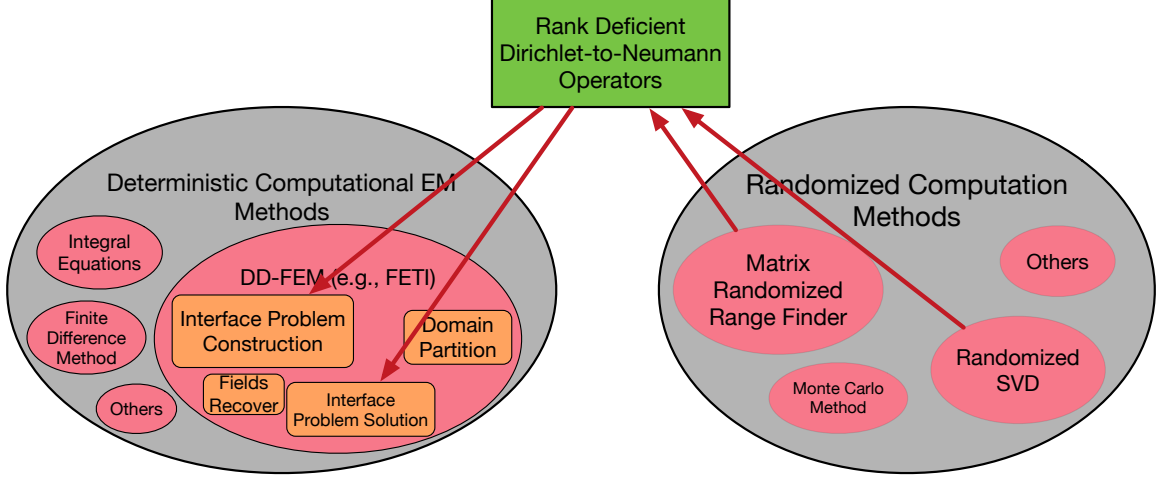 Rank Deficient
Dirichlet-to-Neumann
Operators
Deterministic Computational EM
Methods
Integral
Equations
DD-FEM (e.g., FETI)
Finite
Difference
Method
Interface Problem
Construction
Domain
Partition
Fields
Recover
Interface
Problem Solution
Others
Randomized Computation
Methods
Matrix
Randomized
Range Finder
Others
Randomized
SVD
Monte Carlo
Method